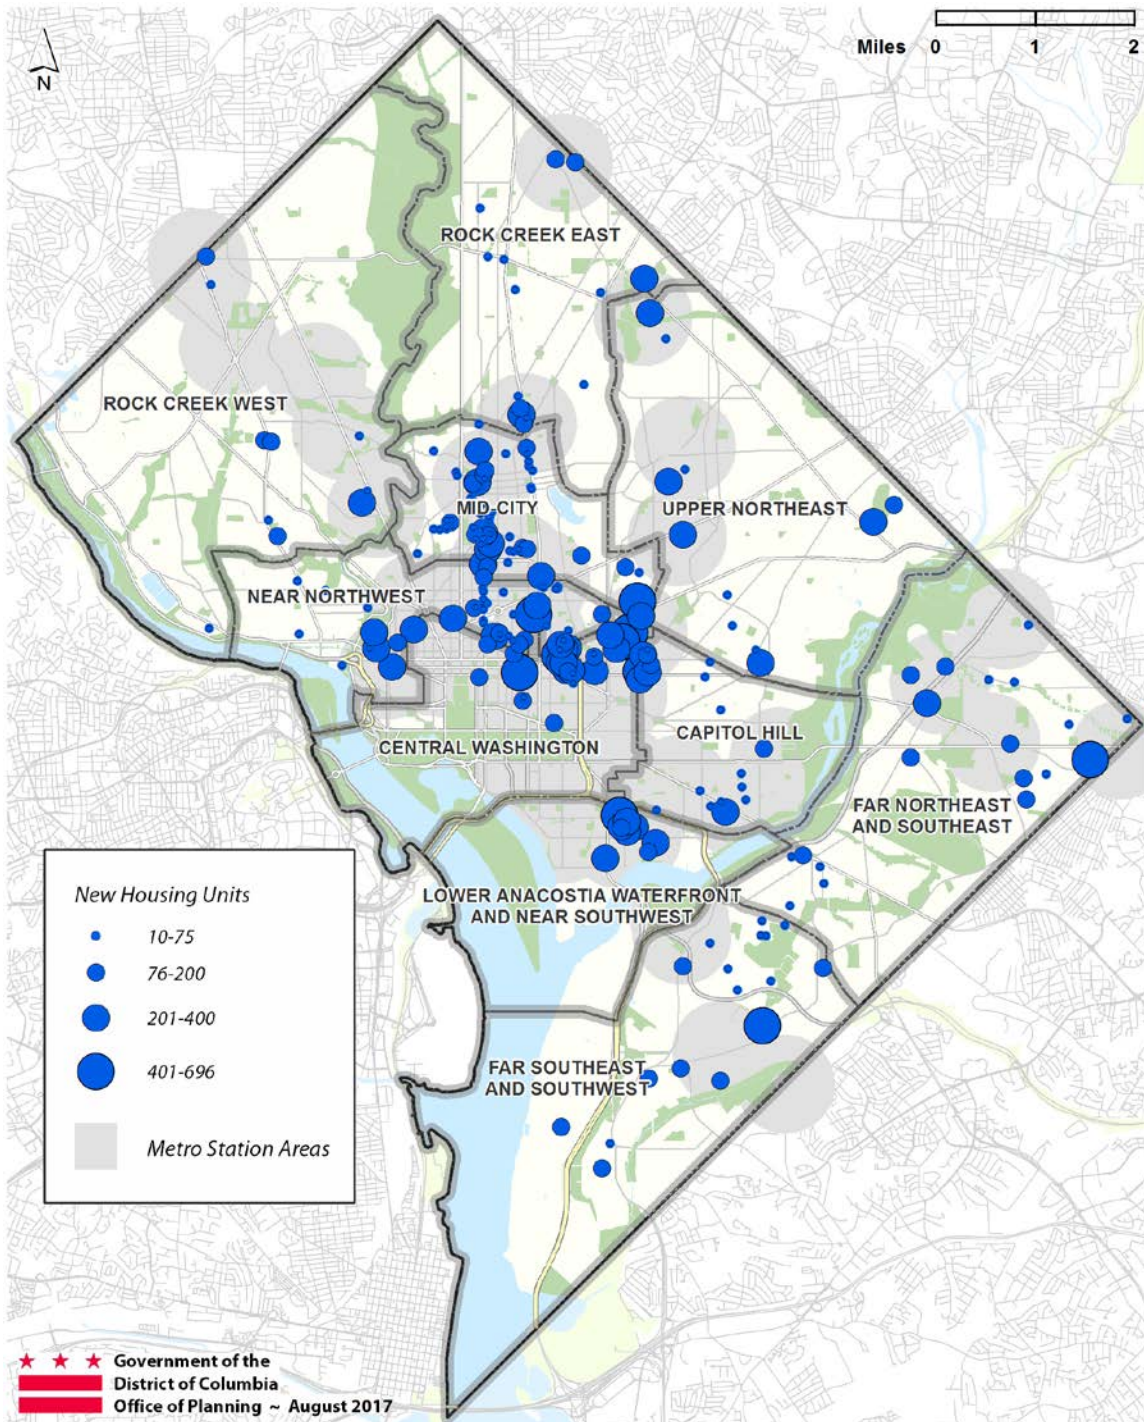 Miles 0 1 2
N
ROCK CREEK EAST
ROCK CREEK WEST
MID-CITY
UPPER NORTHEAST
NEAR NORTHWEST
CENTRAL WASHINGTON
CAPITOL HILL
FAR NORTHEAST
AND SOUTHEAST
LOWER ANACOSTIA WATERFRONT
AND NEAR SOUTHWEST
FAR SOUTHEAST
AND SOUTHWEST
New Housing Units
10-75
76-200
201-400
401-696
Metro Station Areas
Government of the
District of Columbia
Office of Planning ~ August 2017